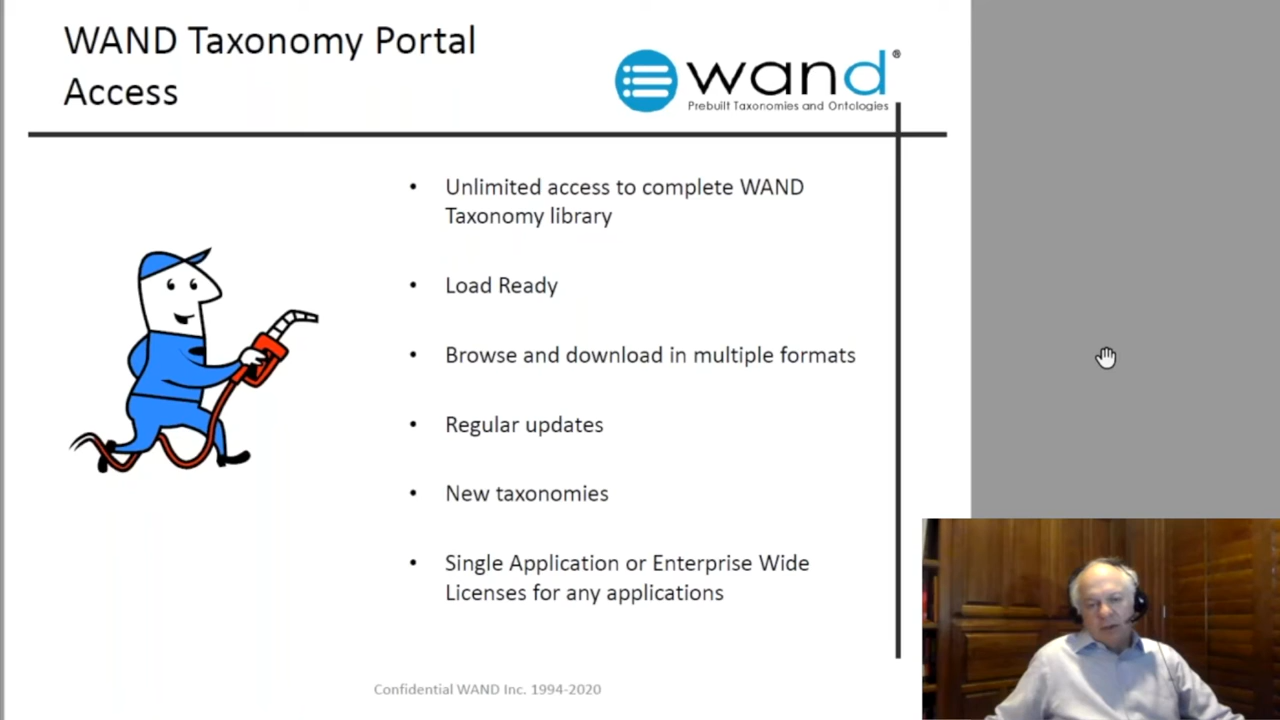 WAND Taxonomy Portal
Access
wand®
Prebuilt Taxonomies and Ontologies
• Unlimited access to complete WAND
Taxonomy library
• Load Ready
• Browse and download in multiple formats
• Regular updates
• New taxonomies
• Single Application or Enterprise Wide
Licenses for any applications
Confidential WAND Inc. 1994-2020